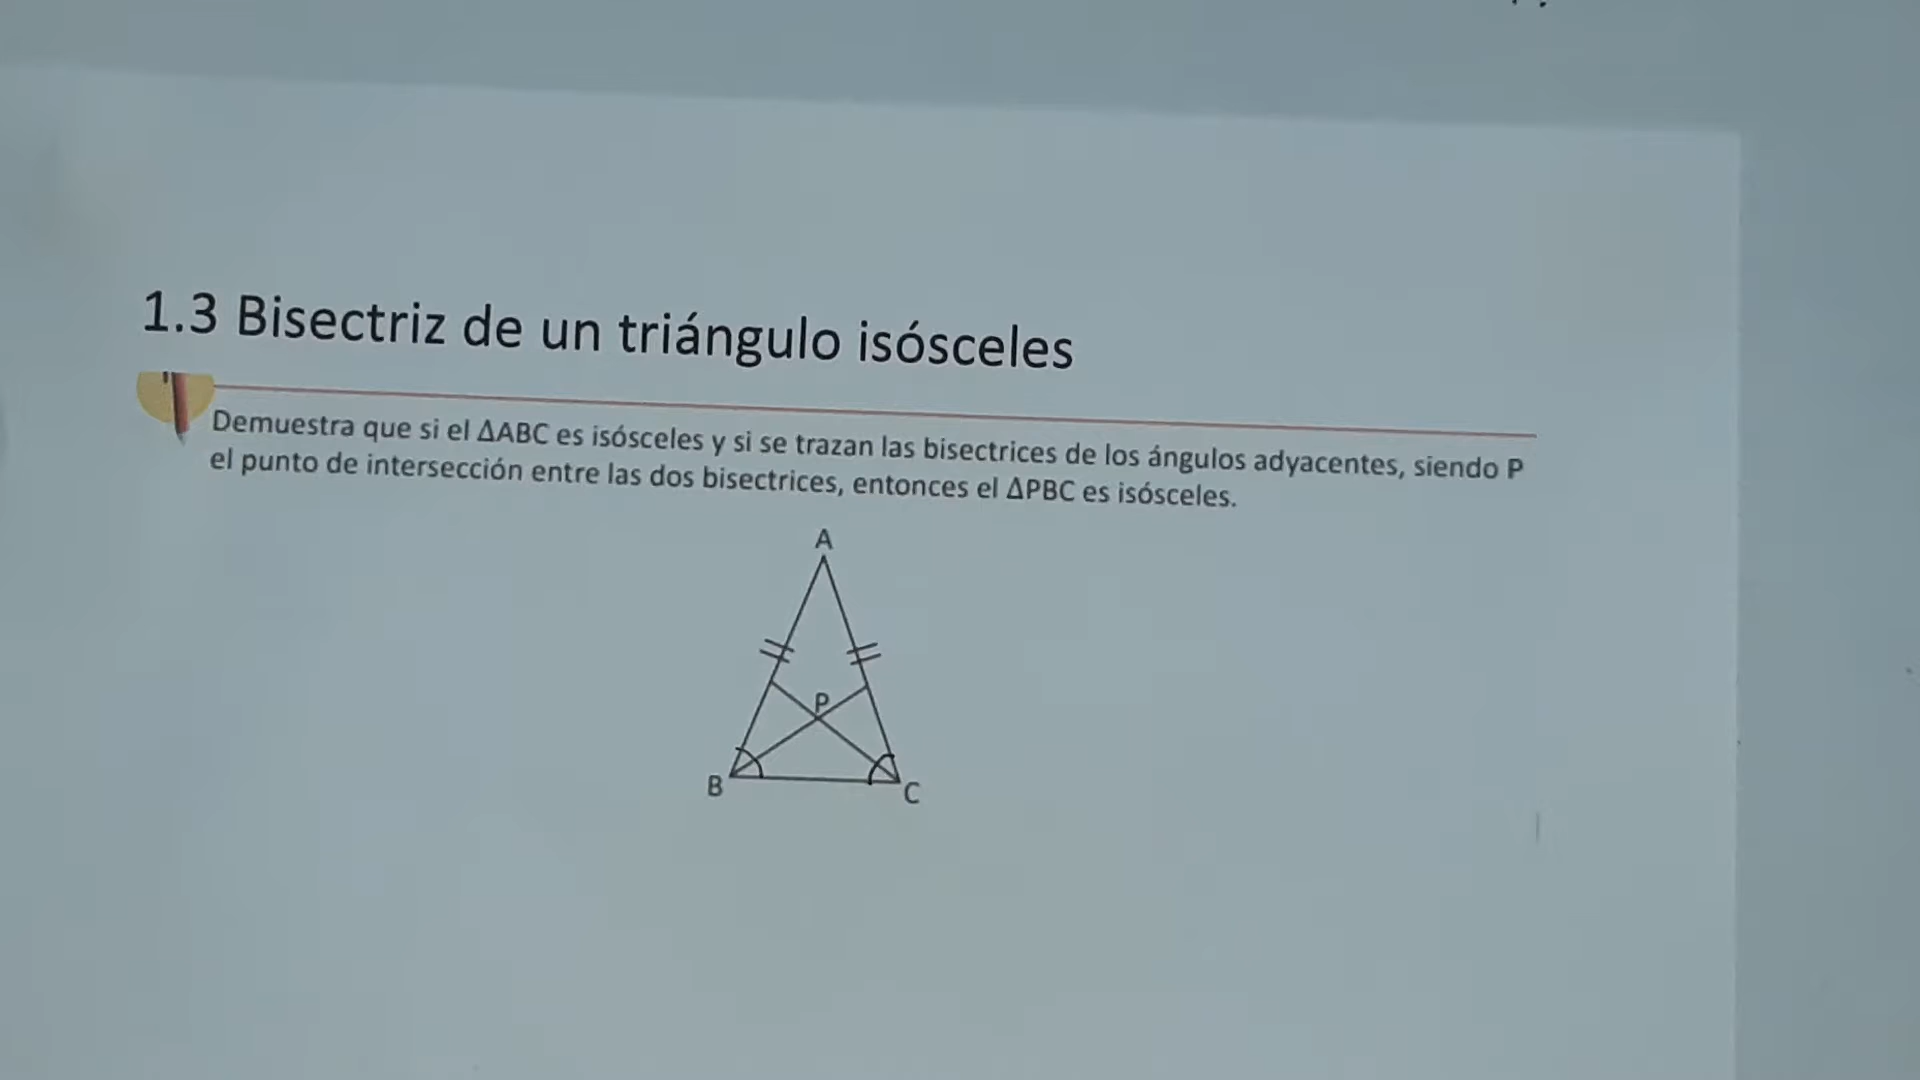 1.3 Bisectriz de un triángulo isósceles
Demuestra que si el ΔABC es isósceles y si se trazan las bisectrices de los ángulos adyacentes, siendo P
el punto de intersección entre las dos bisectrices, entonces el ΔPBC es isósceles.
A
P
B
C